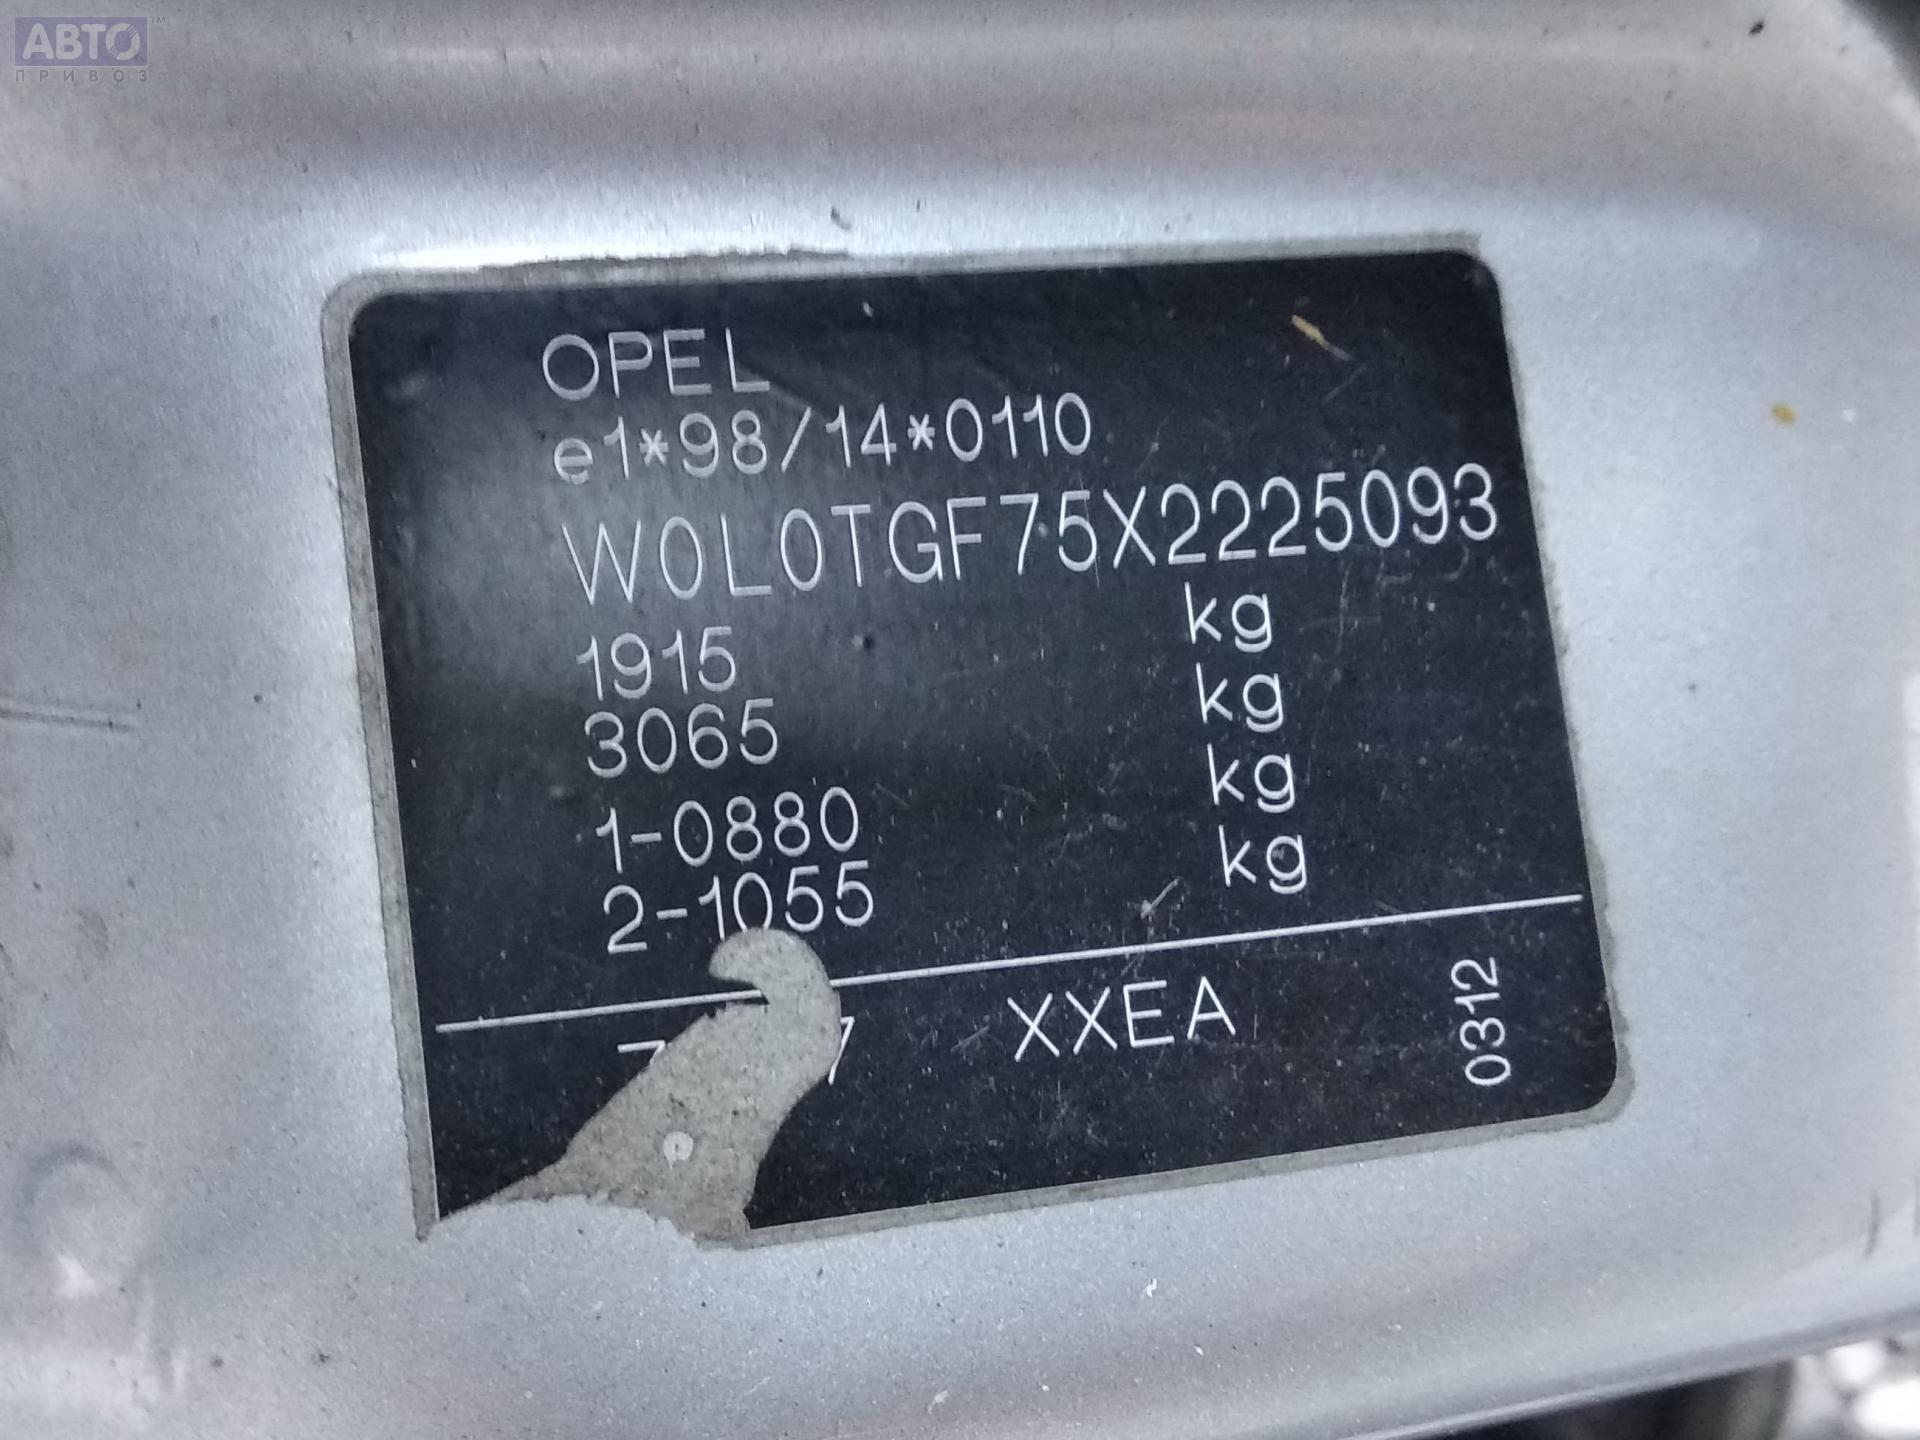 АВТО™
ПРИВОЗ
OPEL
e1*98/14*0110
W0L0TGF75X2225093
1915 kg
3065 kg
1-0880 kg
2-1055 kg
XXEA
0312